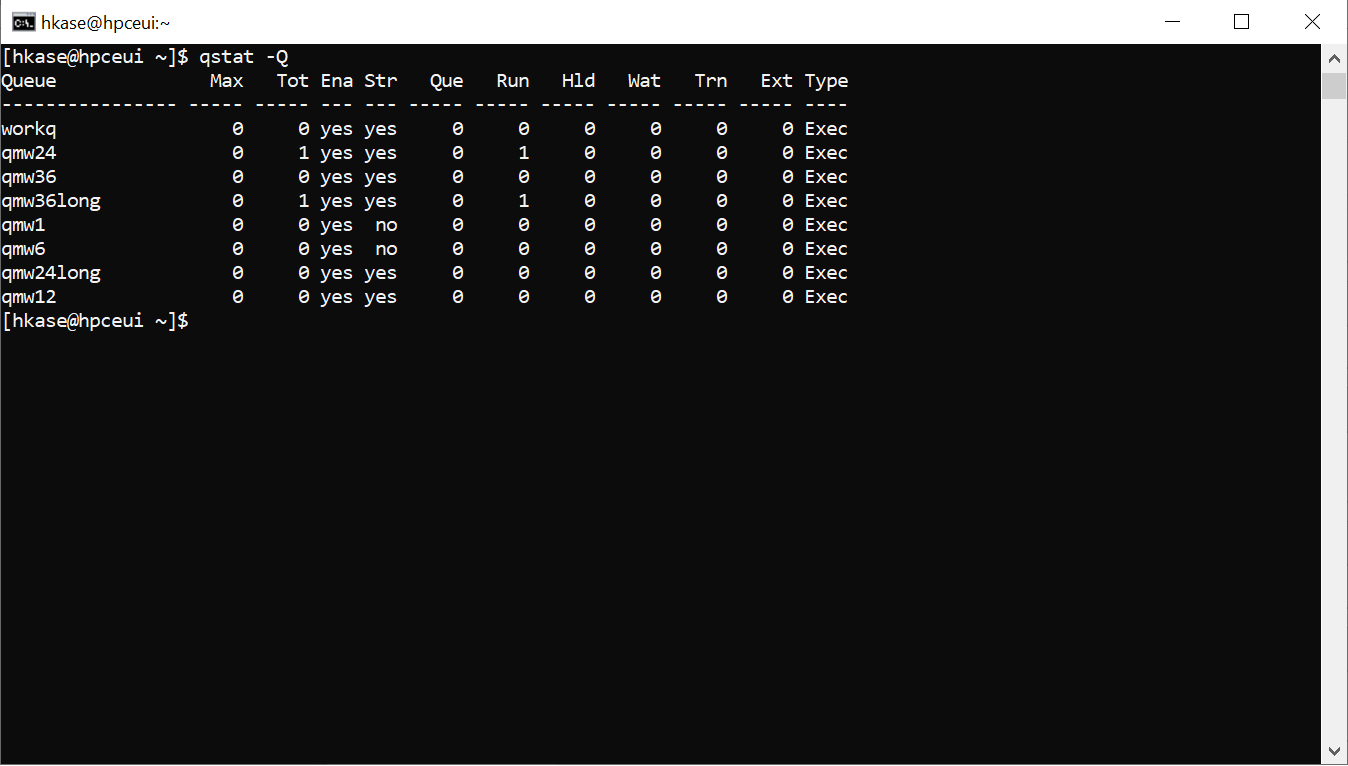 hkase@hpceui:~
[hkase@hpceui ~]$ qstat -Q
Queue              Max   Tot Ena Str   Que   Run   Hld   Wat   Trn   Ext Type
---------------- ----- ----- --- --- ----- ----- ----- ----- ----- ----- ----
workq                0     0 yes yes     0     0     0     0     0     0 Exec
qmw24                0     1 yes yes     0     1     0     0     0     0 Exec
qmw36                0     0 yes yes     0     0     0     0     0     0 Exec
qmw36long            0     1 yes yes     0     1     0     0     0     0 Exec
qmw1                 0     0 yes  no     0     0     0     0     0     0 Exec
qmw6                 0     0 yes  no     0     0     0     0     0     0 Exec
qmw24long            0     0 yes yes     0     0     0     0     0     0 Exec
qmw12                0     0 yes yes     0     0     0     0     0     0 Exec
[hkase@hpceui ~]$